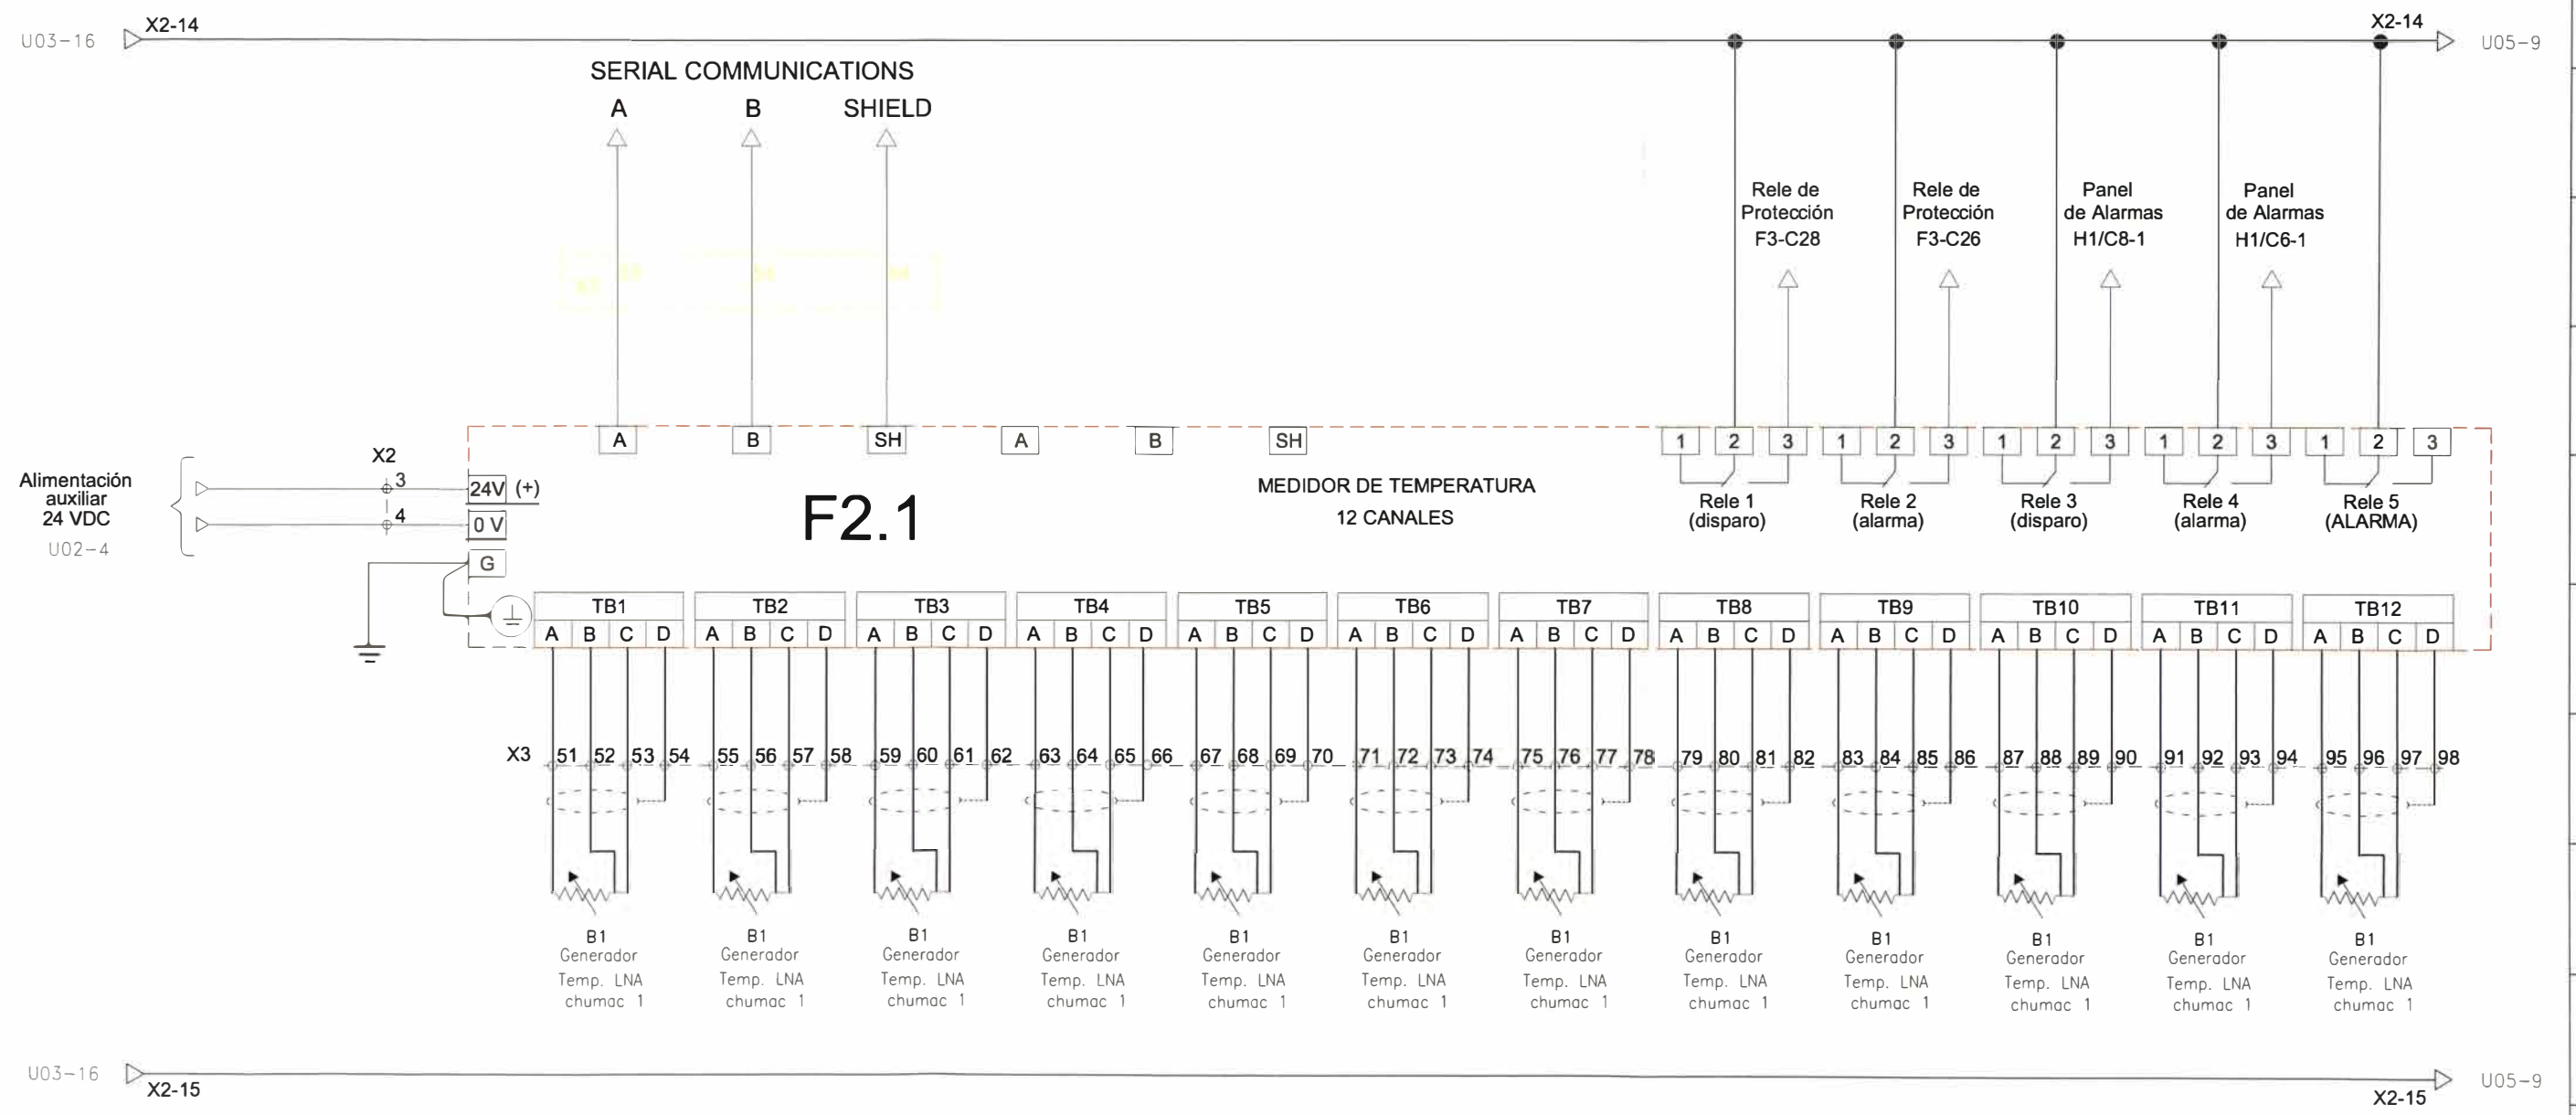 U03-16 X2-14 X2-14 U05-9
SERIAL COMMUNICATIONS
A B SHIELD
Rele de Rele de Panel Panel
Protección Protección de Alarmas de Alarmas
F3-C28 F3-C26 H1/C8-1 H1/C6-1
A B SH A B SH 1 2 3 1 2 3 1 2 3 1 2 3 1 2 3
Alimentación
auxiliar
24 VDC
U02-4
X2
3
4
24V (+)
0 V
G
F2.1
MEDIDOR DE TEMPERATURA
12 CANALES
Rele 1 Rele 2 Rele 3 Rele 4 Rele 5
(disparo) (alarma) (disparo) (alarma) (ALARMA)
TB1 TB2 TB3 TB4 TB5 TB6 TB7 TB8 TB9 TB10 TB11 TB12
A B C D A B C D A B C D A B C D A B C D A B C D A B C D A B C D A B C D A B C D A B C D A B C D
X3 51 52 53 54 55 56 57 58 59 60 61 62 63 64 65 66 67 68 69 70 71 72 73 74 75 76 77 78 79 80 81 82 83 84 85 86 87 88 89 90 91 92 93 94 95 96 97 98
B1 B1 B1 B1 B1 B1 B1 B1 B1 B1 B1 B1
Generador Generador Generador Generador Generador Generador Generador Generador Generador Generador Generador Generador
Temp. LNA Temp. LNA Temp. LNA Temp. LNA Temp. LNA Temp. LNA Temp. LNA Temp. LNA Temp. LNA Temp. LNA Temp. LNA Temp. LNA
chumac 1 chumac 1 chumac 1 chumac 1 chumac 1 chumac 1 chumac 1 chumac 1 chumac 1 chumac 1 chumac 1 chumac 1
U03-16 X2-15 X2-15 U05-9